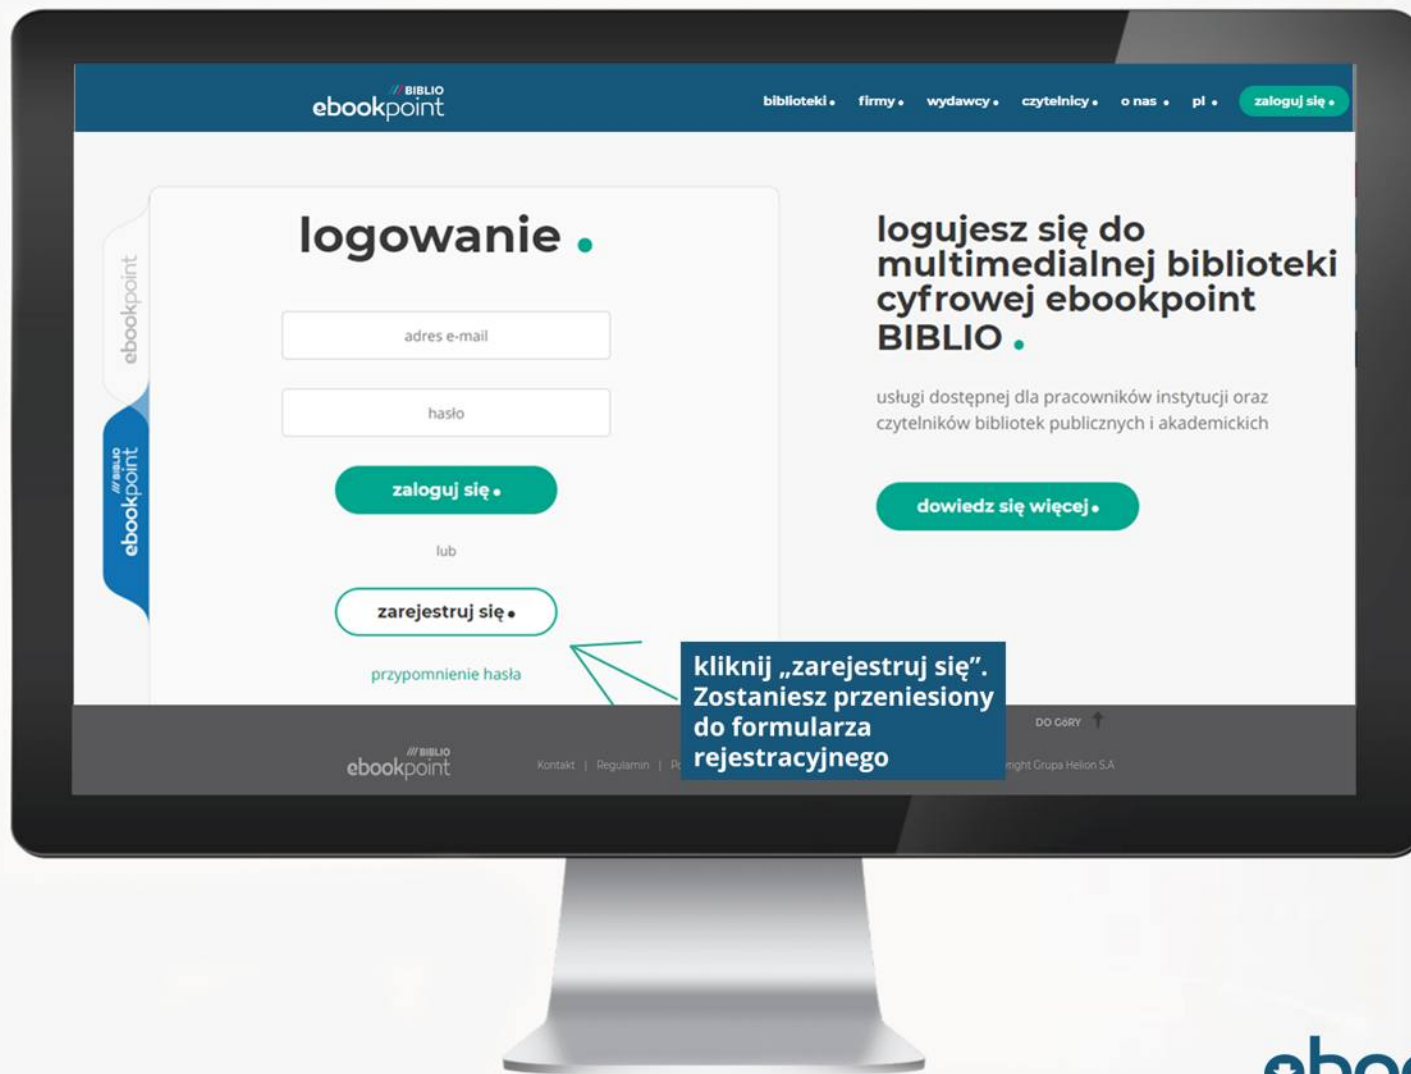 /// BIBLIO
ebookpoint
biblioteki • firmy • wydawcy • czytelnicy • o nas • pl • zaloguj się •
logowanie .
adres e-mail
hasło
zaloguj się •
lub
zarejestruj się •
przypomnienie hasła
ebookpoint
/// BIBLIO
ebookpoint
logujesz się do
multimedialnej biblioteki
cyfrowej ebookpoint
BIBLIO .
usługi dostępnej dla pracowników instytucji oraz
czytelników bibliotek publicznych i akademickich
dowiedz się więcej •
kliknij „zarejestruj się”.
Zostaniesz przeniesiony
do formularza
rejestracyjnego
DO GÓRY
/// BIBLIO
ebookpoint
Kontakt | Regulamin |
Grupa Helion S.A